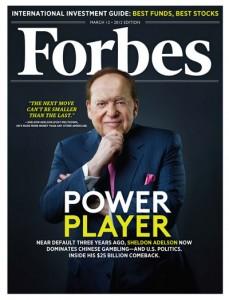 INTERNATIONAL INVESTMENT GUIDE: BEST FUNDS, BEST STOCKS
MARCH 12 • 2012 EDITION
Forbes
"THE NEXT MOVE
CAN'T BE SMALLER
THAN THE LAST."
POWER
PLAYER
NEAR DEFAULT THREE YEARS AGO, SHELDON ADELSON NOW
DOMINATES CHINESE GAMBLING—AND U.S. POLITICS.
INSIDE HIS $25 BILLION COMEBACK.